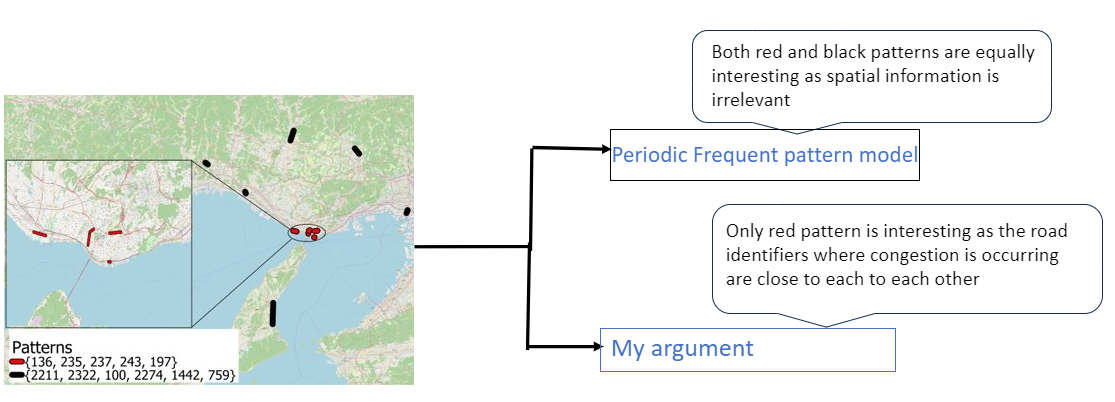 Both red and black patterns are equally
interesting as spatial information is
irrelevant
Periodic Frequent pattern model
Only red pattern is interesting as the road
identifiers where congestion is occurring
are close to each to each other
My argument
Patterns
{136, 235, 237, 243, 197}
{2211, 2322, 100, 2274, 1442, 759}